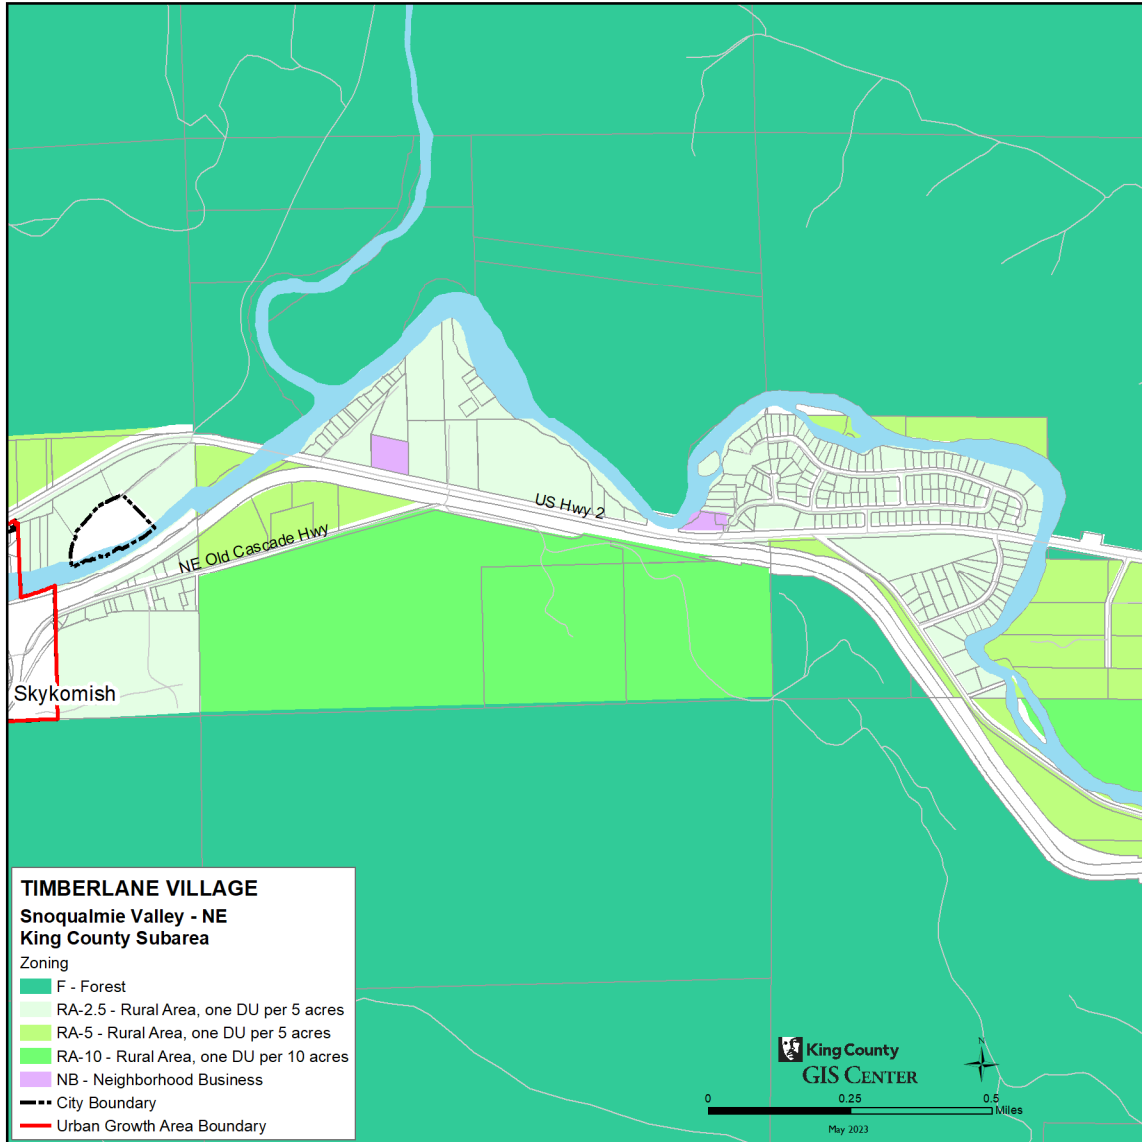 US Hwy 2
NE Old Cascade Hwy
Skykomish
TIMBERLANE VILLAGE
Snoqualmie Valley - NE
King County Subarea
Zoning
F - Forest
RA-2.5 - Rural Area, one DU per 5 acres
RA-5 - Rural Area, one DU per 5 acres
RA-10 - Rural Area, one DU per 10 acres
NB - Neighborhood Business
City Boundary
Urban Growth Area Boundary
King County
GIS CENTER
N
0 0.25 0.5
Miles
May 2023